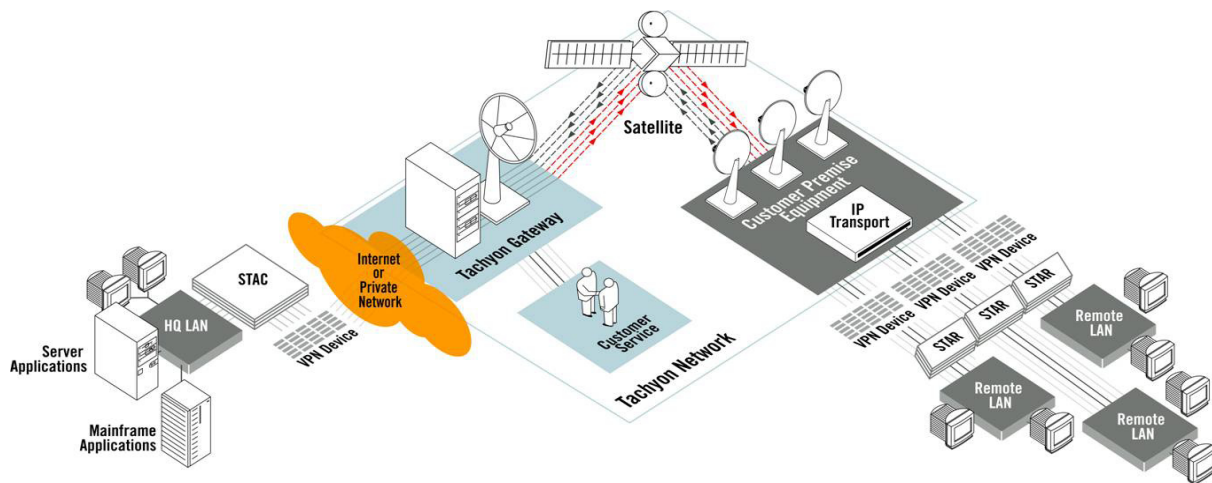 Satellite
Customer Premise
Equipment
IP
Transport
Tachyon Gateway
Internet
or
Private
Network
STAC
HQ LAN
VPN Device
Server
Applications
Mainframe
Applications
Customer
Service
Tachyon Network
VPN Device
VPN Device
VPN Device
STAR
STAR
STAR
Remote
LAN
Remote
LAN
Remote
LAN